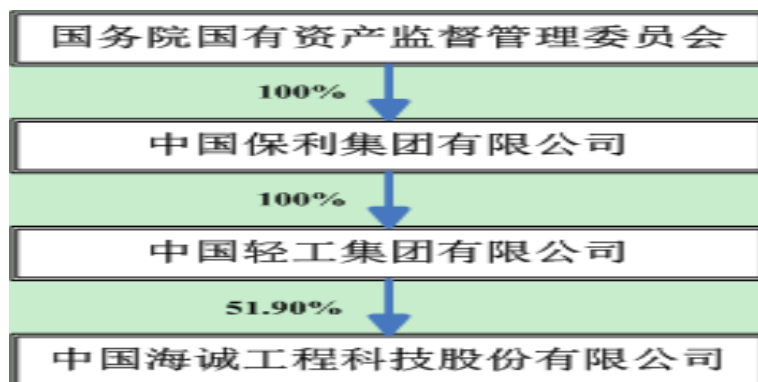 国务院国有资产监督管理委员会
100%
中国保利集团有限公司
100%
中国轻工集团有限公司
51.90%
中国海诚工程科技股份有限公司